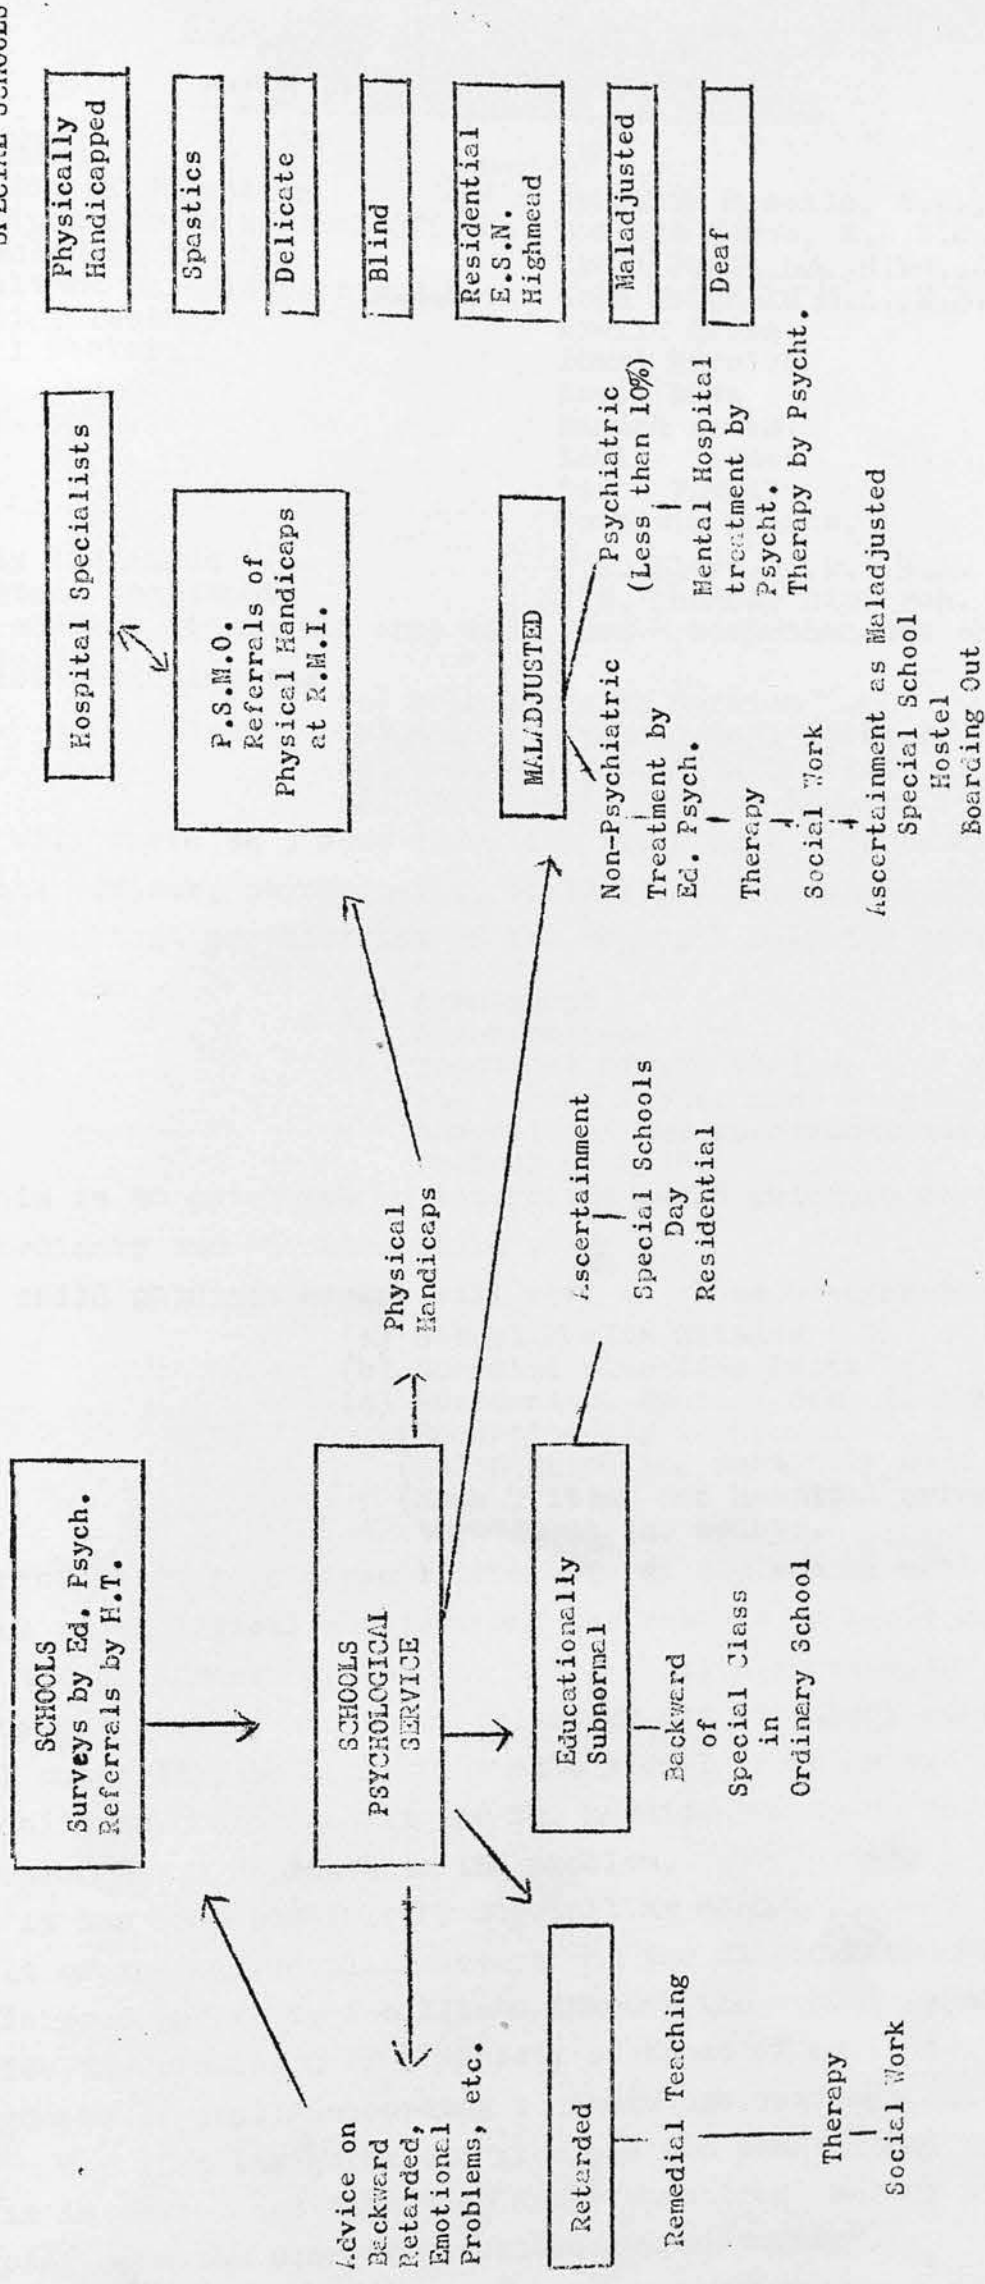 SCHOOLS
Surveys by Ed. Psych.
Referrals by H.T.
Advice on
Backward
Retarded,
Emotional
Problems, etc.
SCHOOLS
PSYCHOLOGICAL
SERVICE
Physical
Handicaps
Retarded
Remedial Teaching
Therapy
Social Work
Educationally
Subnormal
Backward
of
Special Class
in
Ordinary School
Ascertainment
Special Schools
Day
Residential
Hospital Specialists
P.S.M.O.
Referrals of
Physical Handicaps
at R.M.I.
MALADJUSTED
Non-Psychiatric
Treatment by
Ed. Psych.
Therapy
Social Work
Ascertainment as Maladjusted
Special School
Hostel
Boarding Out
Psychiatric
(Less than 10%)
Mental Hospital
treatment by
Psycht.
Therapy by Psycht.
SPECIAL SCHOOLS
Physically
Handicapped
Spastics
Delicate
Blind
Residential
E.S.N.
Highmead
Maladjusted
Deaf